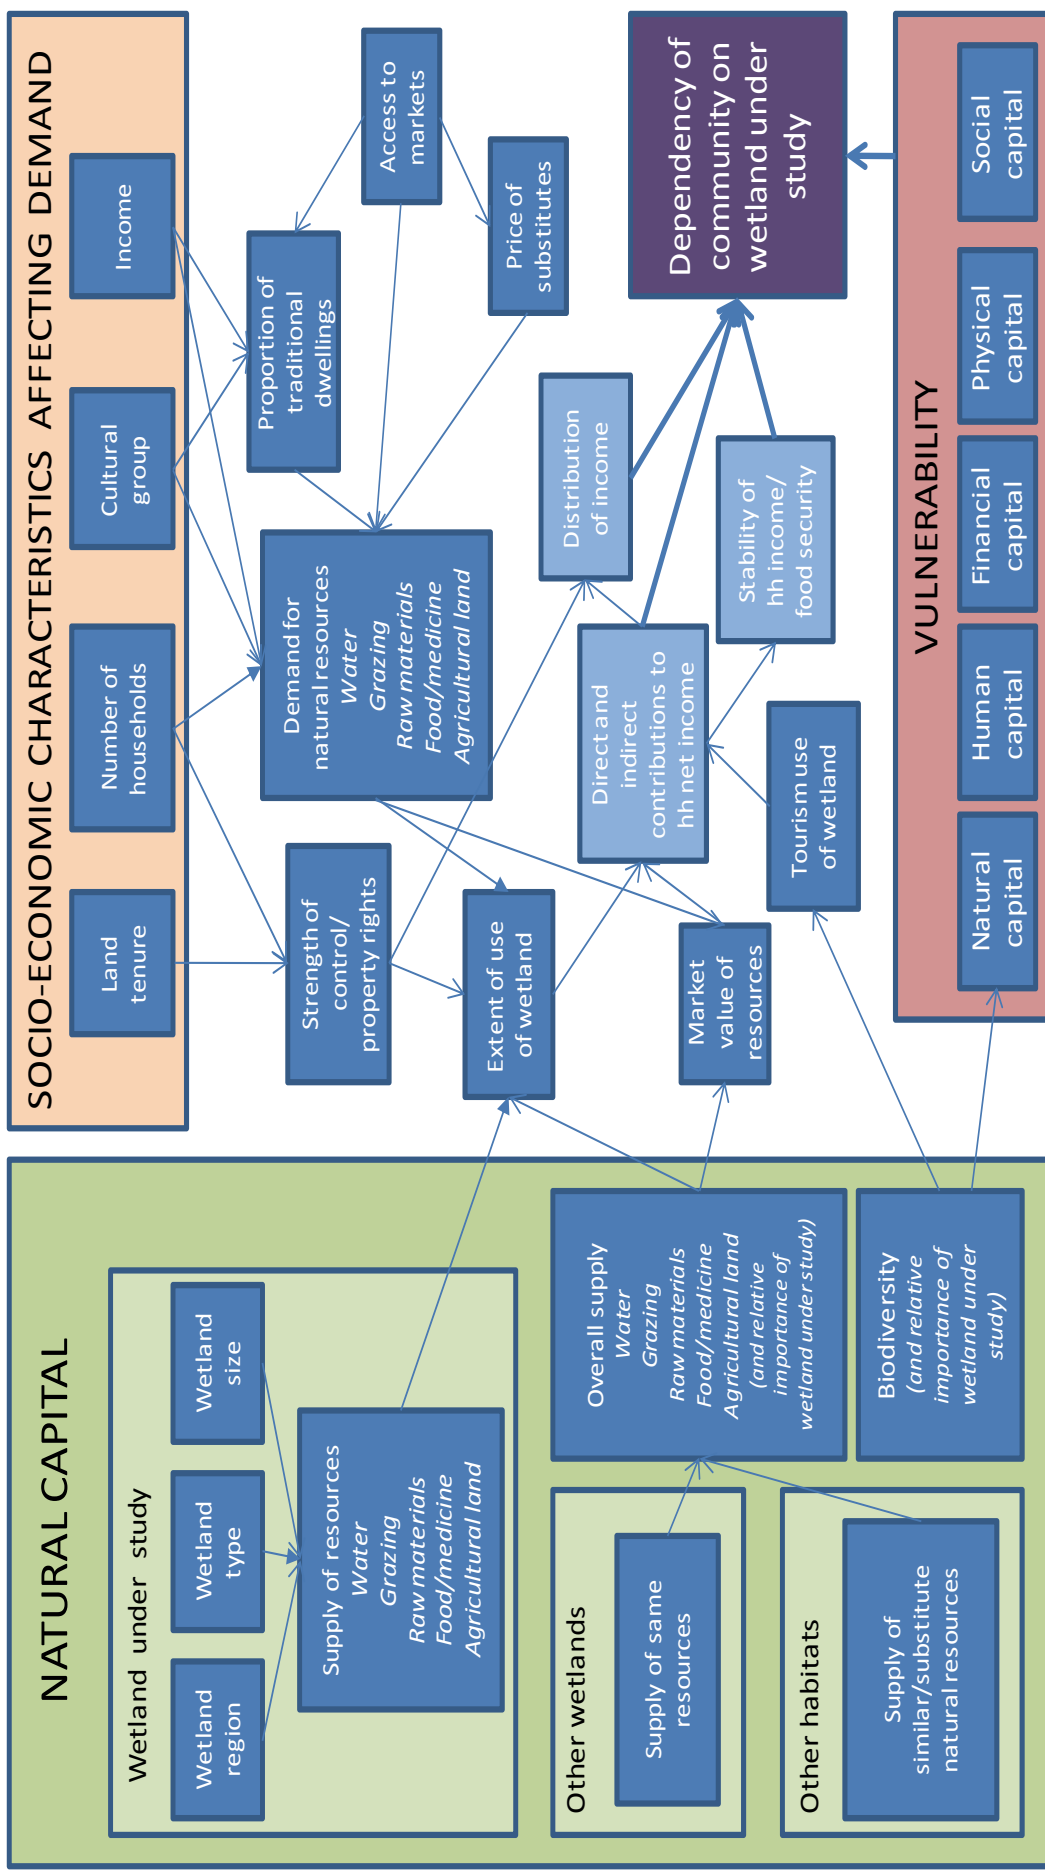 NATURAL CAPITAL
Wetland under study
Wetland
region
Wetland
type
Wetland
size
Supply of resources
Water
Grazing
Raw materials
Food/medicine
Agricultural land
Other wetlands
Supply of same
resources
Other habitats
Supply of
similar/substitute
natural resources
Overall supply
Water
Grazing
Raw materials
Food/medicine
Agricultural land
(and relative
importance of
wetland under study)
Biodiversity
(and relative
importance of
wetland under
study)
SOCIO-ECONOMIC CHARACTERISTICS AFFECTING DEMAND
Land
tenure
Number of
households
Cultural
group
Income
Strength of
control/
property rights
Demand for
natural resources
Water
Grazing
Raw materials
Food/medicine
Agricultural land
Proportion of
traditional
dwellings
Access to
markets
Price of
substitutes
Extent of use
of wetland
Market
value of
resources
Direct and
indirect
contributions to
hh net income
Distribution
of income
Stability of
hh income/
food security
Tourism use
of wetland
Dependency of
community on
wetland under
study
VULNERABILITY
Natural
capital
Human
capital
Financial
capital
Physical
capital
Social
capital